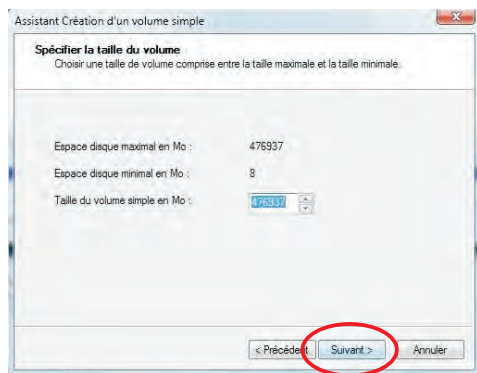 Assistant Création d'un volume simple
Spécifier la taille du volume
Choisir une taille de volume comprise entre la taille maximale et la taille minimale.
Espace disque maximal en Mo : 476937
Espace disque minimal en Mo : 8
Taille du volume simple en Mo : 476937
< Précédent Suivant > Annuler